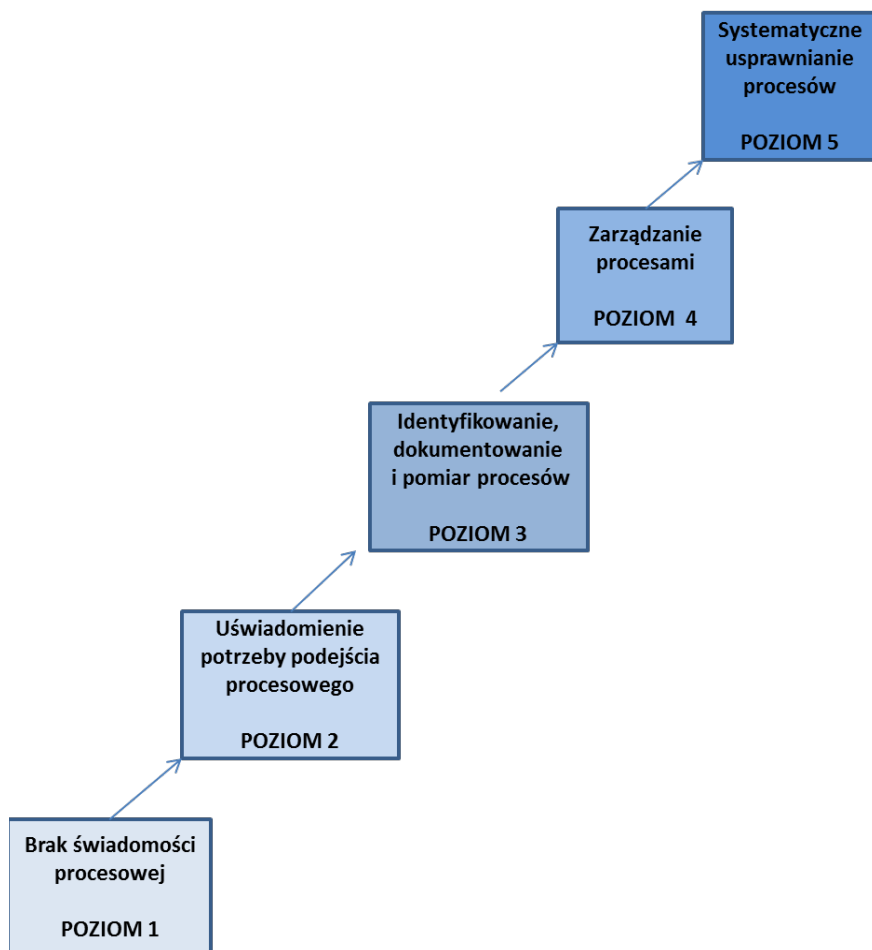 Systematyczne
usprawnianie
procesów
POZIOM 5
Zarządzanie
procesami
POZIOM 4
Identyfikowanie,
dokumentowanie
i pomiar procesów
POZIOM 3
Uświadomienie
potrzeby podejścia
procesowego
POZIOM 2
Brak świadomości
procesowej
POZIOM 1